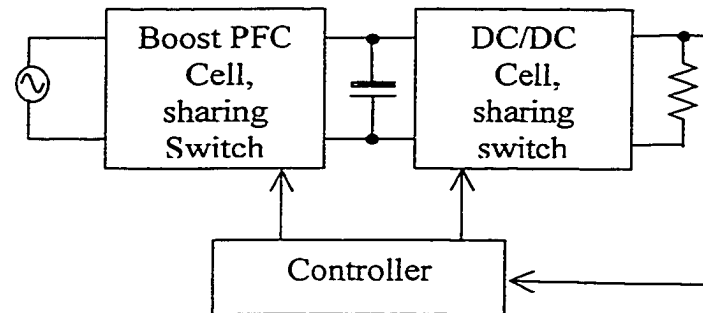 Boost PFC
Cell,
sharing
Switch
DC/DC
Cell,
sharing
switch
Controller